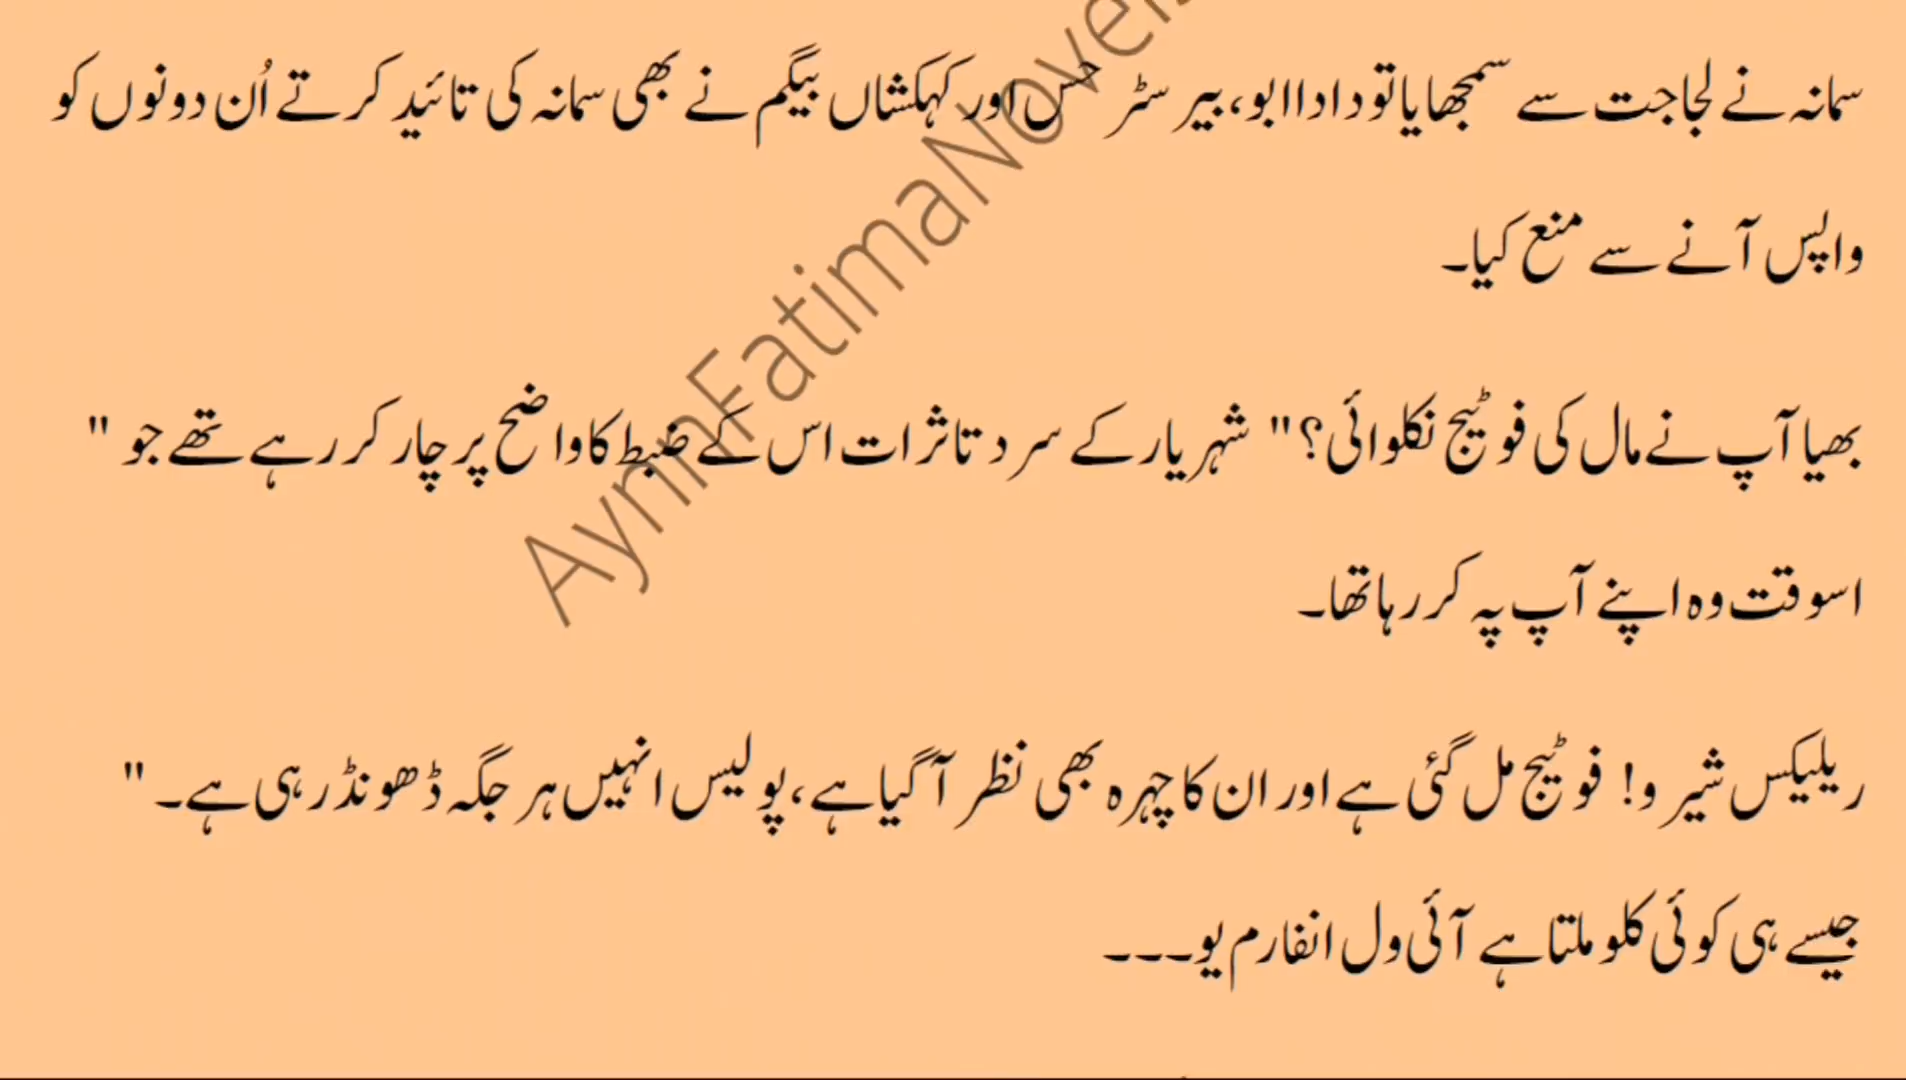 سمانہ نے لجاجت سے سمجھایا تو دادا ابو، بیرسٹر حسن اور کہکشاں بیگم نے بھی سمانہ کی تائید کرتے اُن دونوں کو
واپس آنے سے منع کیا۔
بھیا آپ نے مال کی فوٹیج نکلوائی؟" شہریار کے سرد تاثرات اس کے ضبط کا واضح پرچار کر رہے تھے جو "
اسوقت وہ اپنے آپ پہ کر رہا تھا۔
ریلیکس شیرو! فوٹیج مل گئی ہے اور ان کا چہرہ بھی نظر آگیا ہے، پولیس انہیں ہر جگہ ڈھونڈ رہی ہے۔ "
جیسے ہی کوئی کلو ملتا ہے آئی ول انفارم یو۔۔۔
AynnFatimaNovels